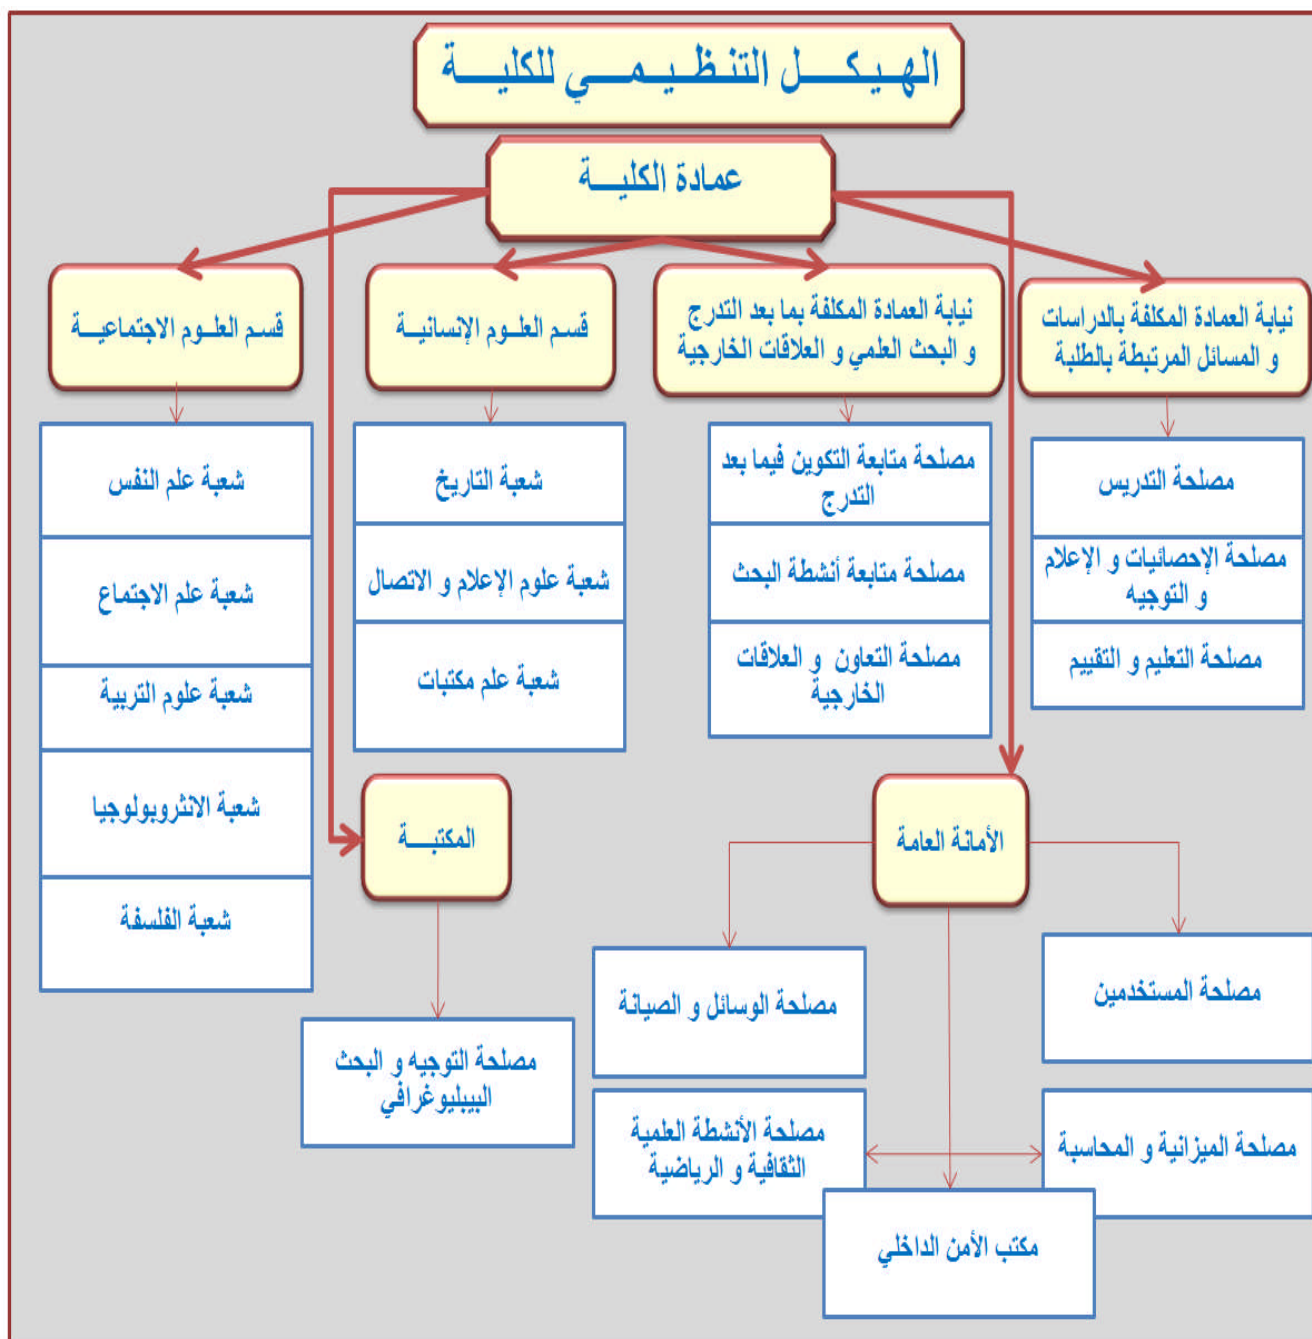 الهيكل التنظيمي للكلية
عمادة الكلية
نيابة العمادة المكلفة بالدراسات
و المسائل المرتبطة بالطلبة
نيابة العمادة المكلفة بما بعد التدرج
و البحث العلمي و العلاقات الخارجية
قسم العلوم الإنسانية
قسم العلوم الاجتماعية
مصلحة التدريس
مصلحة الإحصائيات و الإعلام
و التوجيه
مصلحة التعليم و التقييم
مصلحة متابعة التكوين فيما بعد
التدرج
مصلحة متابعة أنشطة البحث
مصلحة التعاون و العلاقات
الخارجية
شعبة التاريخ
شعبة علوم الإعلام و الاتصال
شعبة علم مكتبات
شعبة علم النفس
شعبة علم الاجتماع
شعبة علوم التربية
شعبة الانثروبولوجيا
شعبة الفلسفة
الأمانة العامة
المكتبة
مصلحة المستخدمين
مصلحة الوسائل و الصيانة
مصلحة الميزانية و المحاسبة
مصلحة الأنشطة العلمية
الثقافية و الرياضية
مكتب الأمن الداخلي
مصلحة التوجيه و البحث
البيبليوغرافي